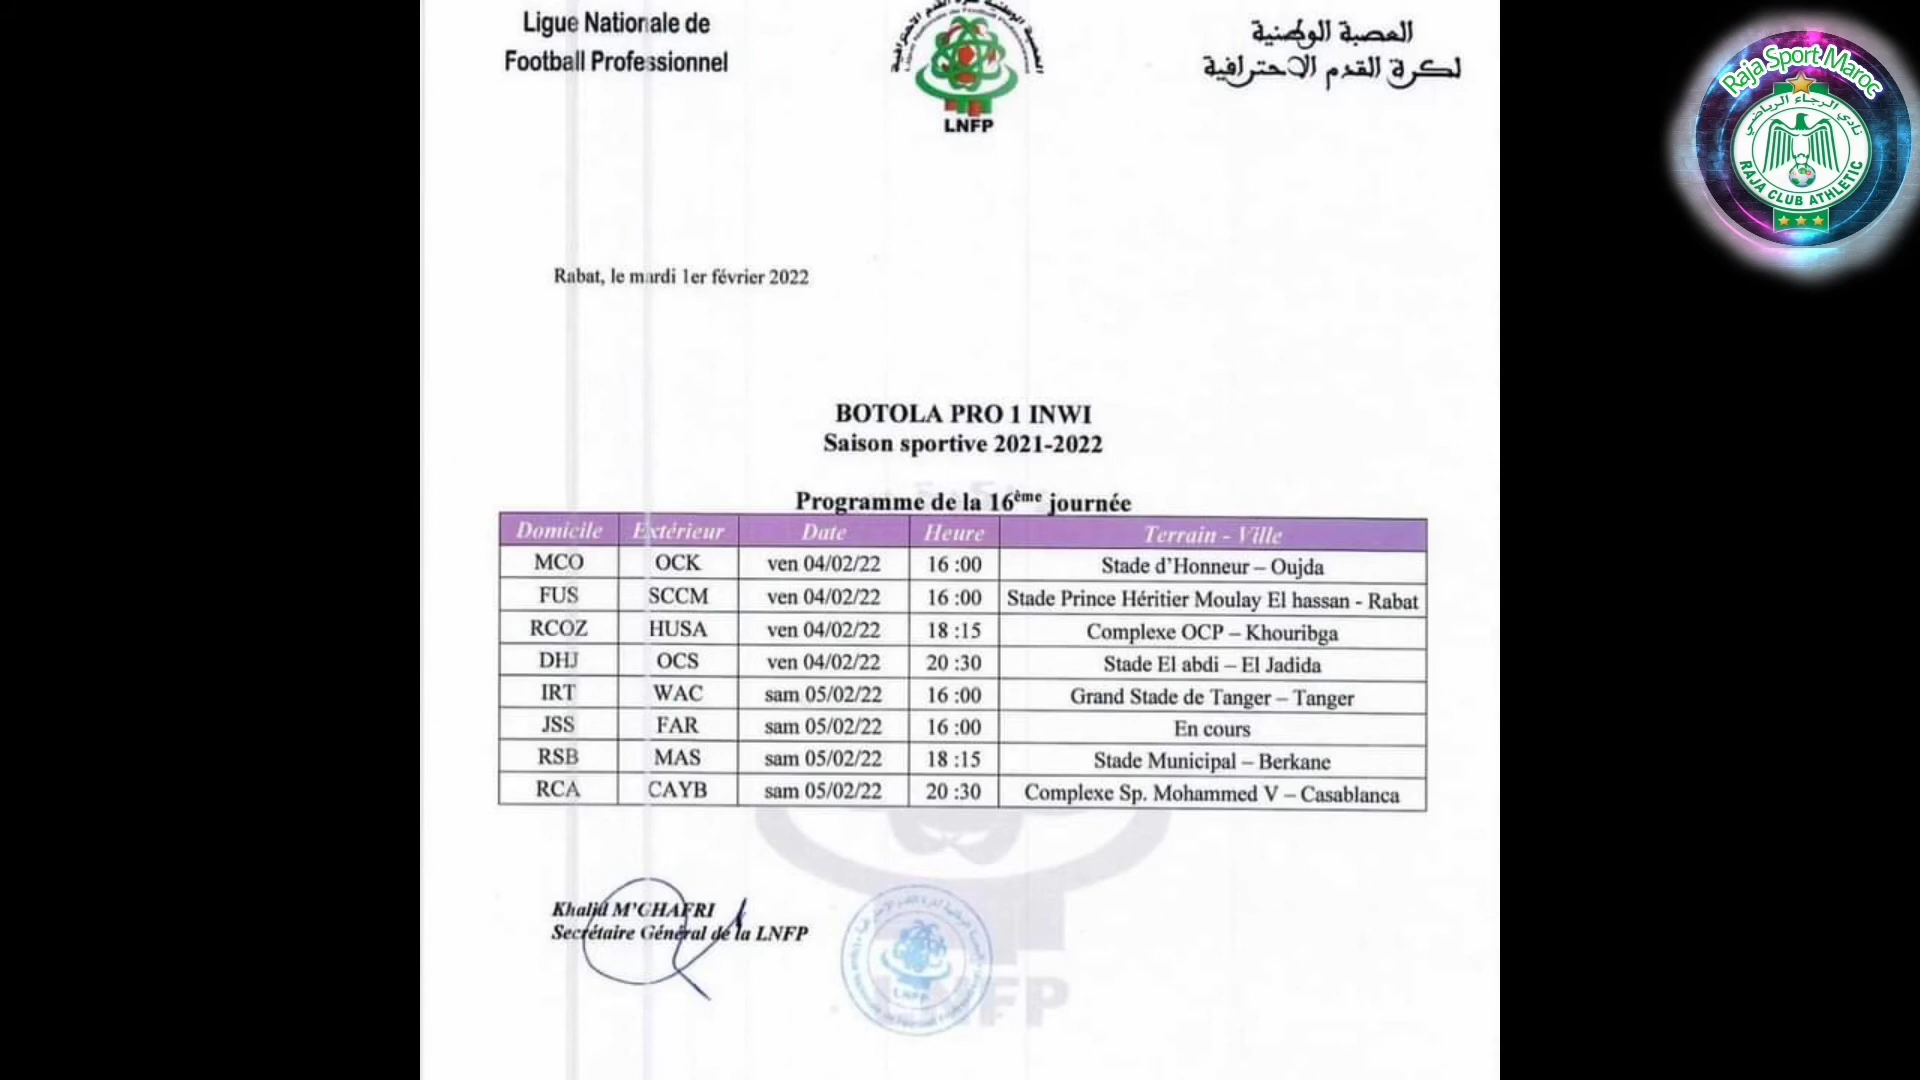 Ligue Nationale de
Football Professionnel
LNFP
العصبة الوطنية
لكرة القدم الاحترافية
Raja Sport Maroc
نادي الرجاء الرياضي
RAJA CLUB ATHLETIC
Rabat, le mardi 1er février 2022
BOTOLA PRO 1 INWI
Saison sportive 2021-2022
Programme de la 16ème journée
Domicile Extérieur Date Heure Terrain - Ville
MCO OCK ven 04/02/22 16 :00 Stade d’Honneur – Oujda
FUS SCCM ven 04/02/22 16 :00 Stade Prince Héritier Moulay El hassan - Rabat
RCOZ HUSA ven 04/02/22 18 :15 Complexe OCP – Khouribga
DHJ OCS ven 04/02/22 20 :30 Stade El abdi – El Jadida
IRT WAC sam 05/02/22 16 :00 Grand Stade de Tanger – Tanger
JSS FAR sam 05/02/22 16 :00 En cours
RSB MAS sam 05/02/22 18 :15 Stade Municipal – Berkane
RCA CAYB sam 05/02/22 20 :30 Complexe Sp. Mohammed V – Casablanca
Khalid M’GHAFRI
Secrétaire Général de la LNFP
LNFP